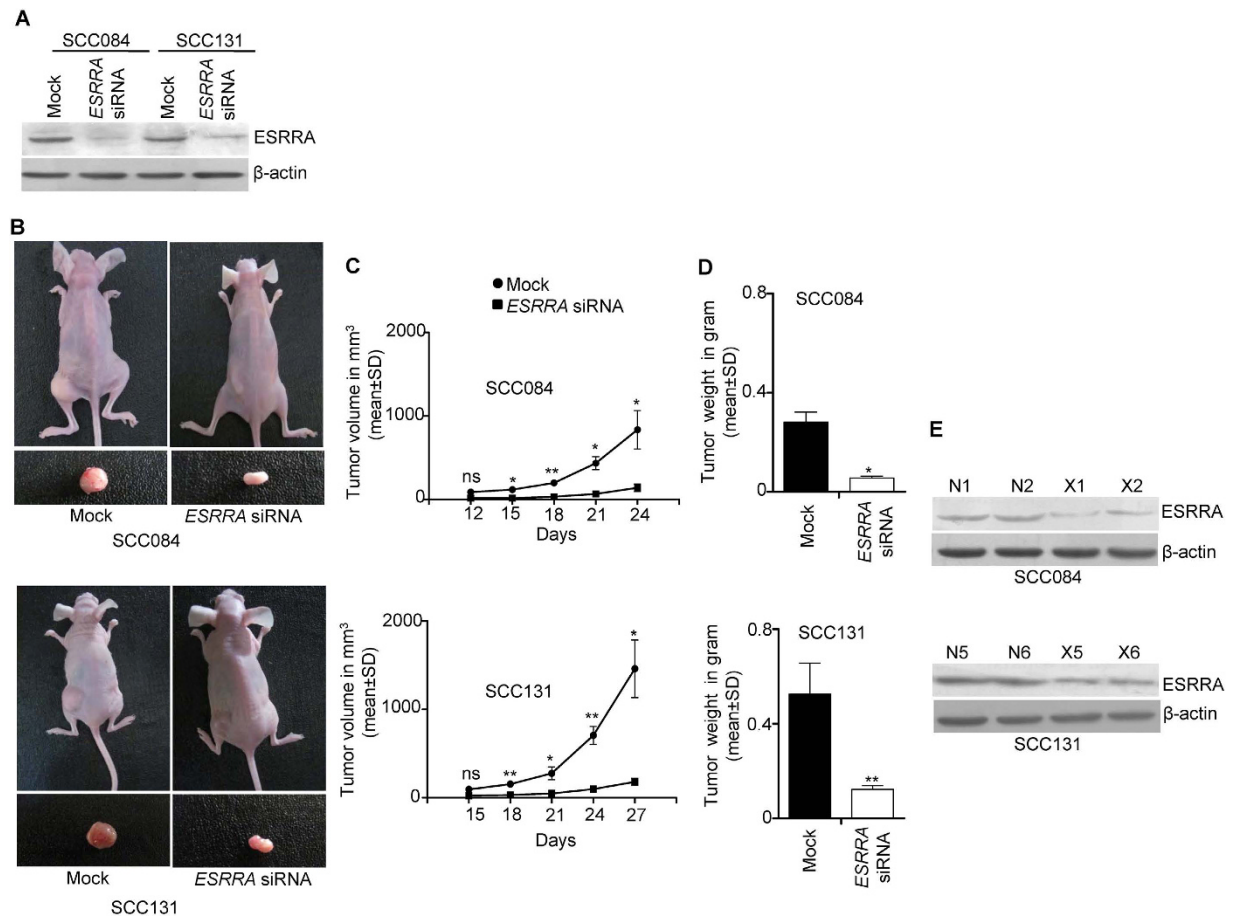 A
SCC084 SCC131
Mock ESRRA siRNA Mock ESRRA siRNA
ESRRA
β-actin
B
Mock ESRRA siRNA
SCC084
Mock ESRRA siRNA
SCC131
C
Mock
ESRRA siRNA
Tumor volume in mm³
(mean±SD)
2000
1000
0
SCC084
ns * ** * *
12 15 18 21 24
Days
Tumor volume in mm³
(mean±SD)
2000
1000
0
SCC131
ns ** * ** *
15 18 21 24 27
Days
D
Tumor weight in gram
(mean±SD)
0.8
0.4
0
SCC084
*
Mock ESRRA siRNA
Tumor weight in gram
(mean±SD)
0.8
0.4
0
SCC131
**
Mock ESRRA siRNA
E
N1 N2 X1 X2
ESRRA
β-actin
SCC084
N5 N6 X5 X6
ESRRA
β-actin
SCC131